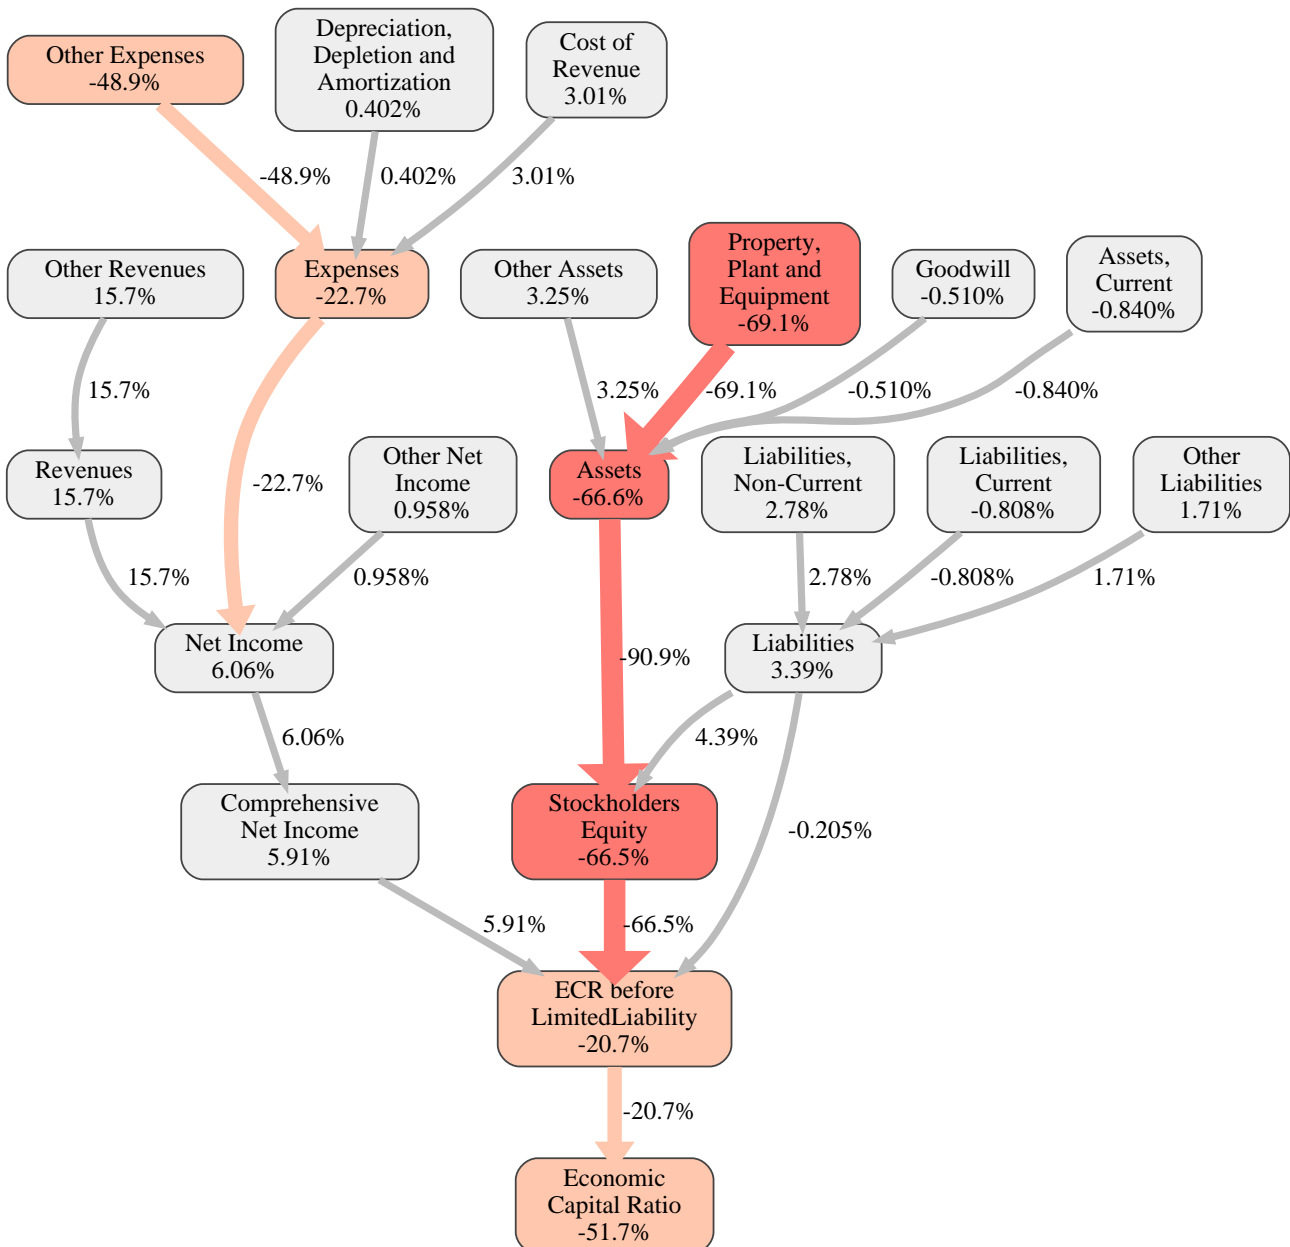 Other Expenses
-48.9%
Depreciation,
Depletion and
Amortization
0.402%
Cost of
Revenue
3.01%
-48.9%
0.402%
3.01%
Other Revenues
15.7%
Expenses
-22.7%
Other Assets
3.25%
Property,
Plant and
Equipment
-69.1%
Goodwill
-0.510%
Assets,
Current
-0.840%
15.7%
3.25%
-69.1%
-0.510%
-0.840%
Revenues
15.7%
-22.7%
Other Net
Income
0.958%
Assets
-66.6%
Liabilities,
Non-Current
2.78%
Liabilities,
Current
-0.808%
Other
Liabilities
1.71%
15.7%
0.958%
2.78%
-0.808%
1.71%
Net Income
6.06%
-90.9%
Liabilities
3.39%
6.06%
4.39%
Comprehensive
Net Income
5.91%
Stockholders
Equity
-66.5%
-0.205%
5.91%
-66.5%
ECR before
LimitedLiability
-20.7%
-20.7%
Economic
Capital Ratio
-51.7%